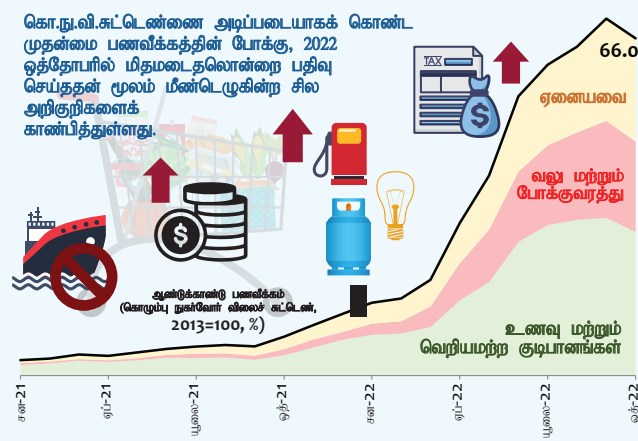 கொ.நு.வி.சுட்டெண்ணை அடிப்படையாகக் கொண்ட
முதன்மை பணவீக்கத்தின் போக்கு, 2022
ஒத்தோபரில் மிதமடைதலொன்றை பதிவு
செய்ததன் மூலம் மீண்டெழுகின்ற சில
அறிகுறிகளைக்
காண்பித்துள்ளது.
TAX
$
66.0
ஏனையவை
வலு மற்றும்
போக்குவரத்து
$
ஆண்டுக்காண்டு பணவீக்கம்
(கொழும்பு நுகர்வோர் விலைச் சுட்டெண்,
2013=100, %)
உணவு மற்றும்
வெறியமற்ற குடிபானங்கள்
சன-21
ஏப்-21
யூலை-21
ஒத்-21
சன-22
ஏப்-22
யூலை-22
ஒத்-22